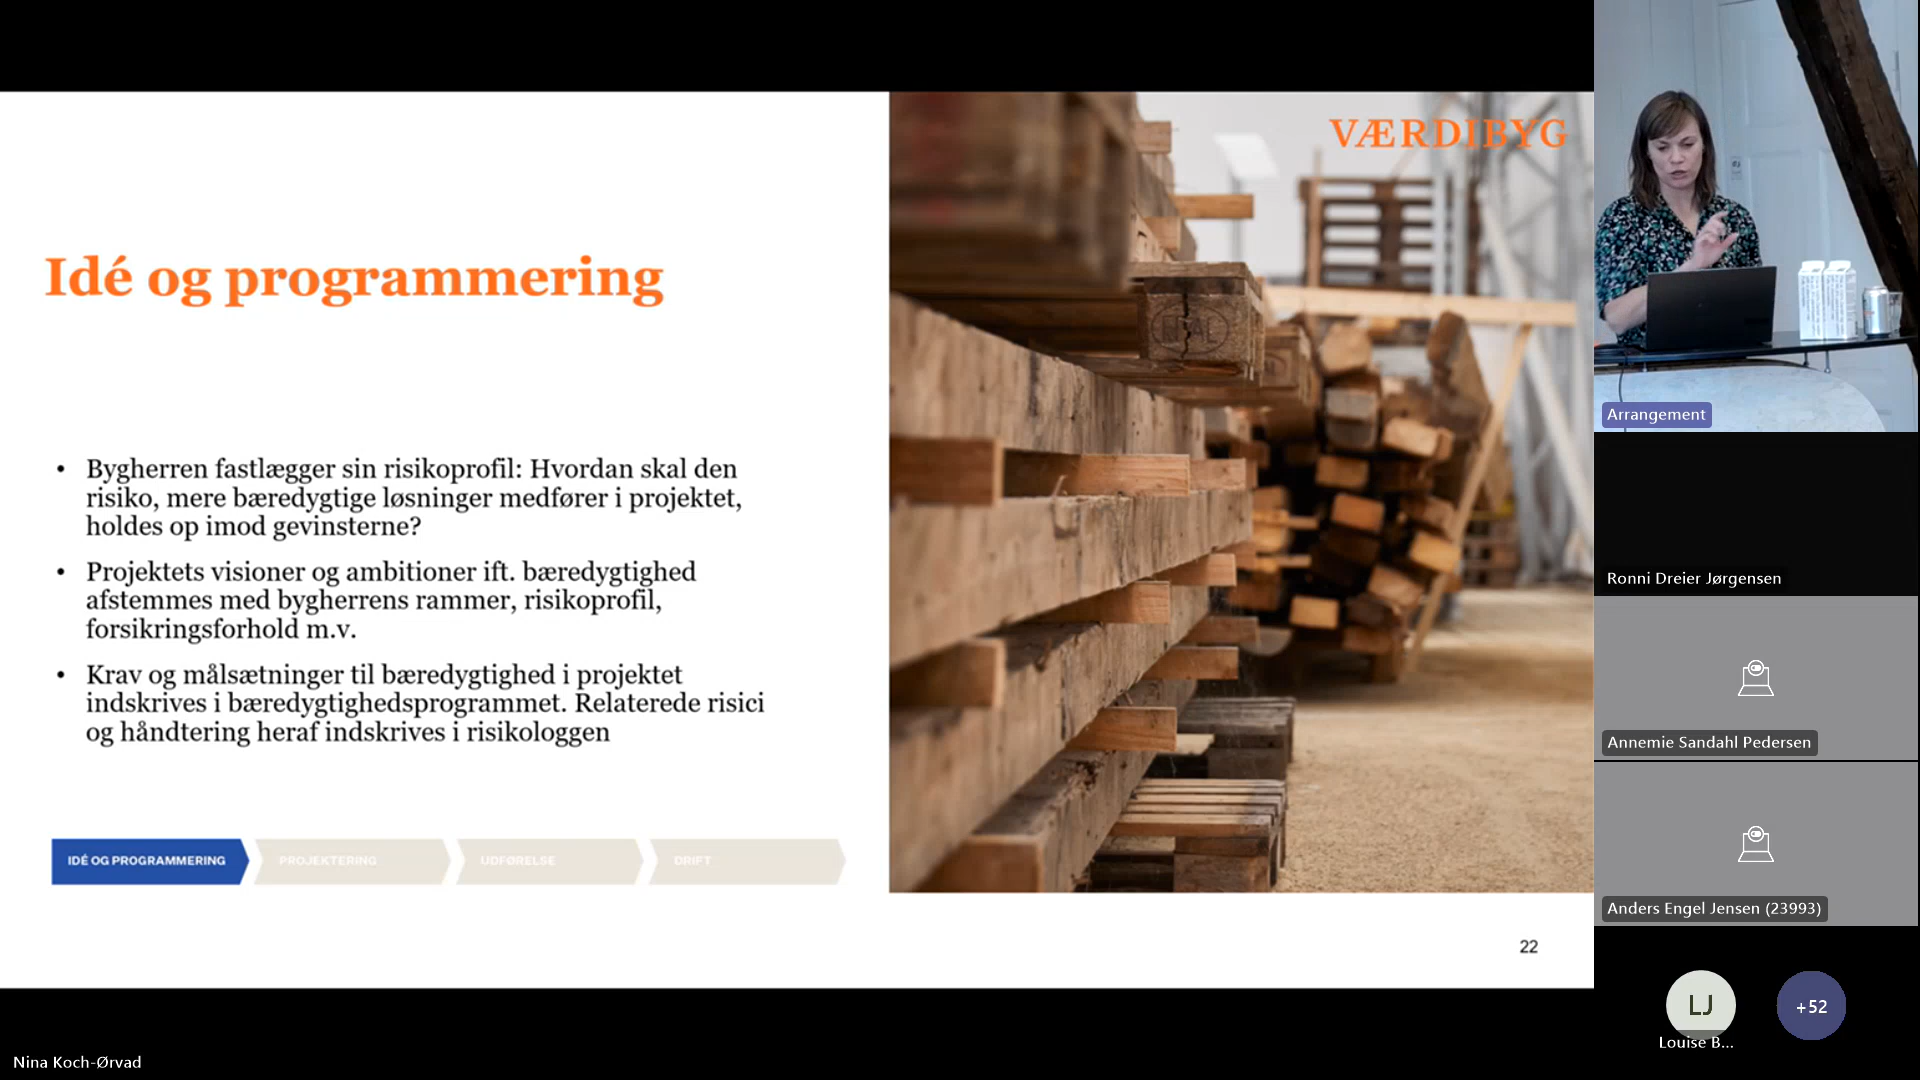 VÆRDIBYG
Idé og programmering
• Bygherren fastlægger sin risikoprofil: Hvordan skal den
risiko, mere bæredygtige løsninger medfører i projektet,
holdes op imod gevinsterne?
• Projektets visioner og ambitioner ift. bæredygtighed
afstemmes med bygherrens rammer, risikoprofil,
forsikringsforhold m.v.
• Krav og målsætninger til bæredygtighed i projektet
indskrives i bæredygtighedsprogrammet. Relaterede risici
og håndtering heraf indskrives i risikologgen
IDÉ OG PROGRAMMERING
PROJEKTERING
UDFØRELSE
DRIFT
22
Nina Koch-Ørvad
Arrangement
Ronni Dreier Jørgensen
Annemie Sandahl Pedersen
Anders Engel Jensen (23993)
LJ
Louise B...
+52